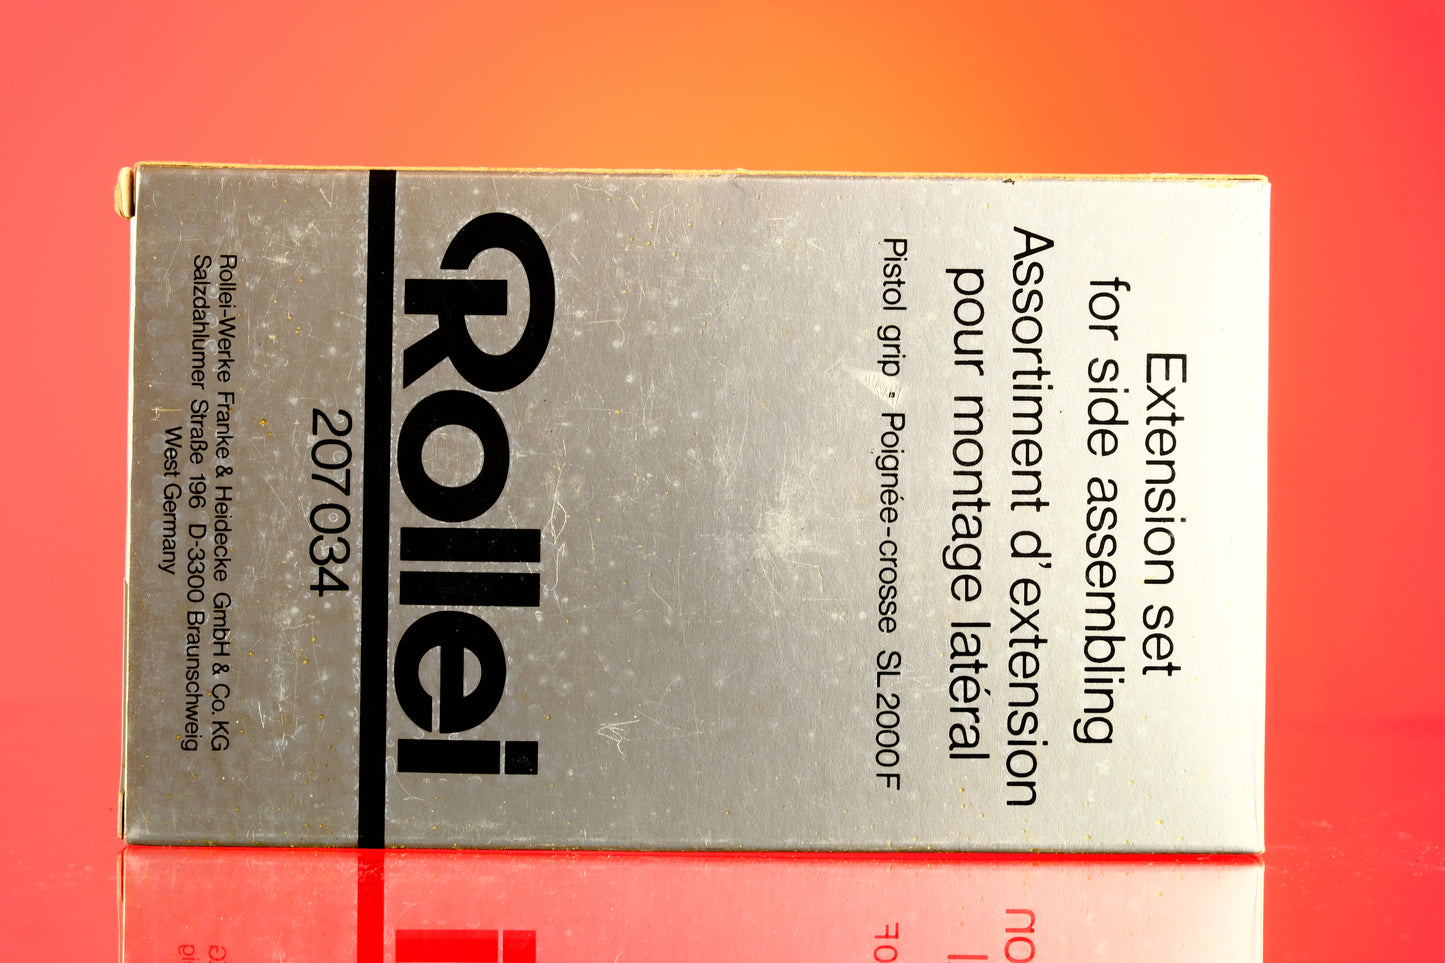 Extension set
for side assembling
Assortiment d'extension
pour montage latéral
Pistol grip • Poignée-crosse SL 2000 F
Rollei
207 034
Rollei-Werke Franke & Heidecke GmbH & Co. KG
Salzdahlumer Straße 196 D-3300 Braunschweig
West Germany